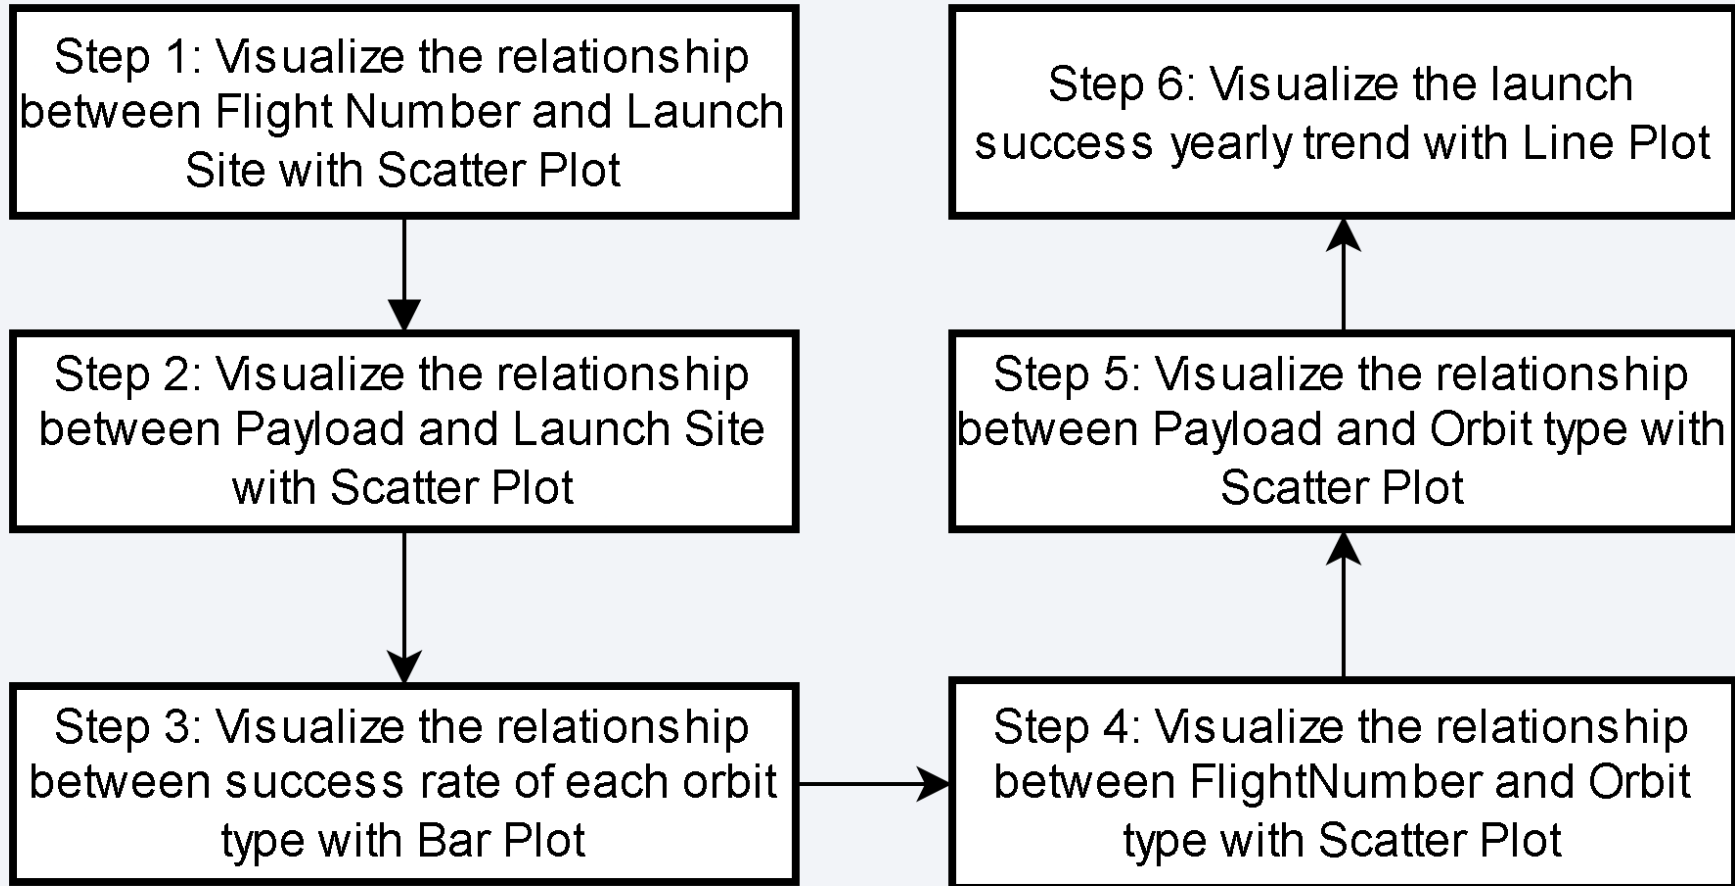 Step 1: Visualize the relationship
between Flight Number and Launch
Site with Scatter Plot
Step 2: Visualize the relationship
between Payload and Launch Site
with Scatter Plot
Step 3: Visualize the relationship
between success rate of each orbit
type with Bar Plot
Step 4: Visualize the relationship
between FlightNumber and Orbit
type with Scatter Plot
Step 5: Visualize the relationship
between Payload and Orbit type with
Scatter Plot
Step 6: Visualize the launch
success yearly trend with Line Plot